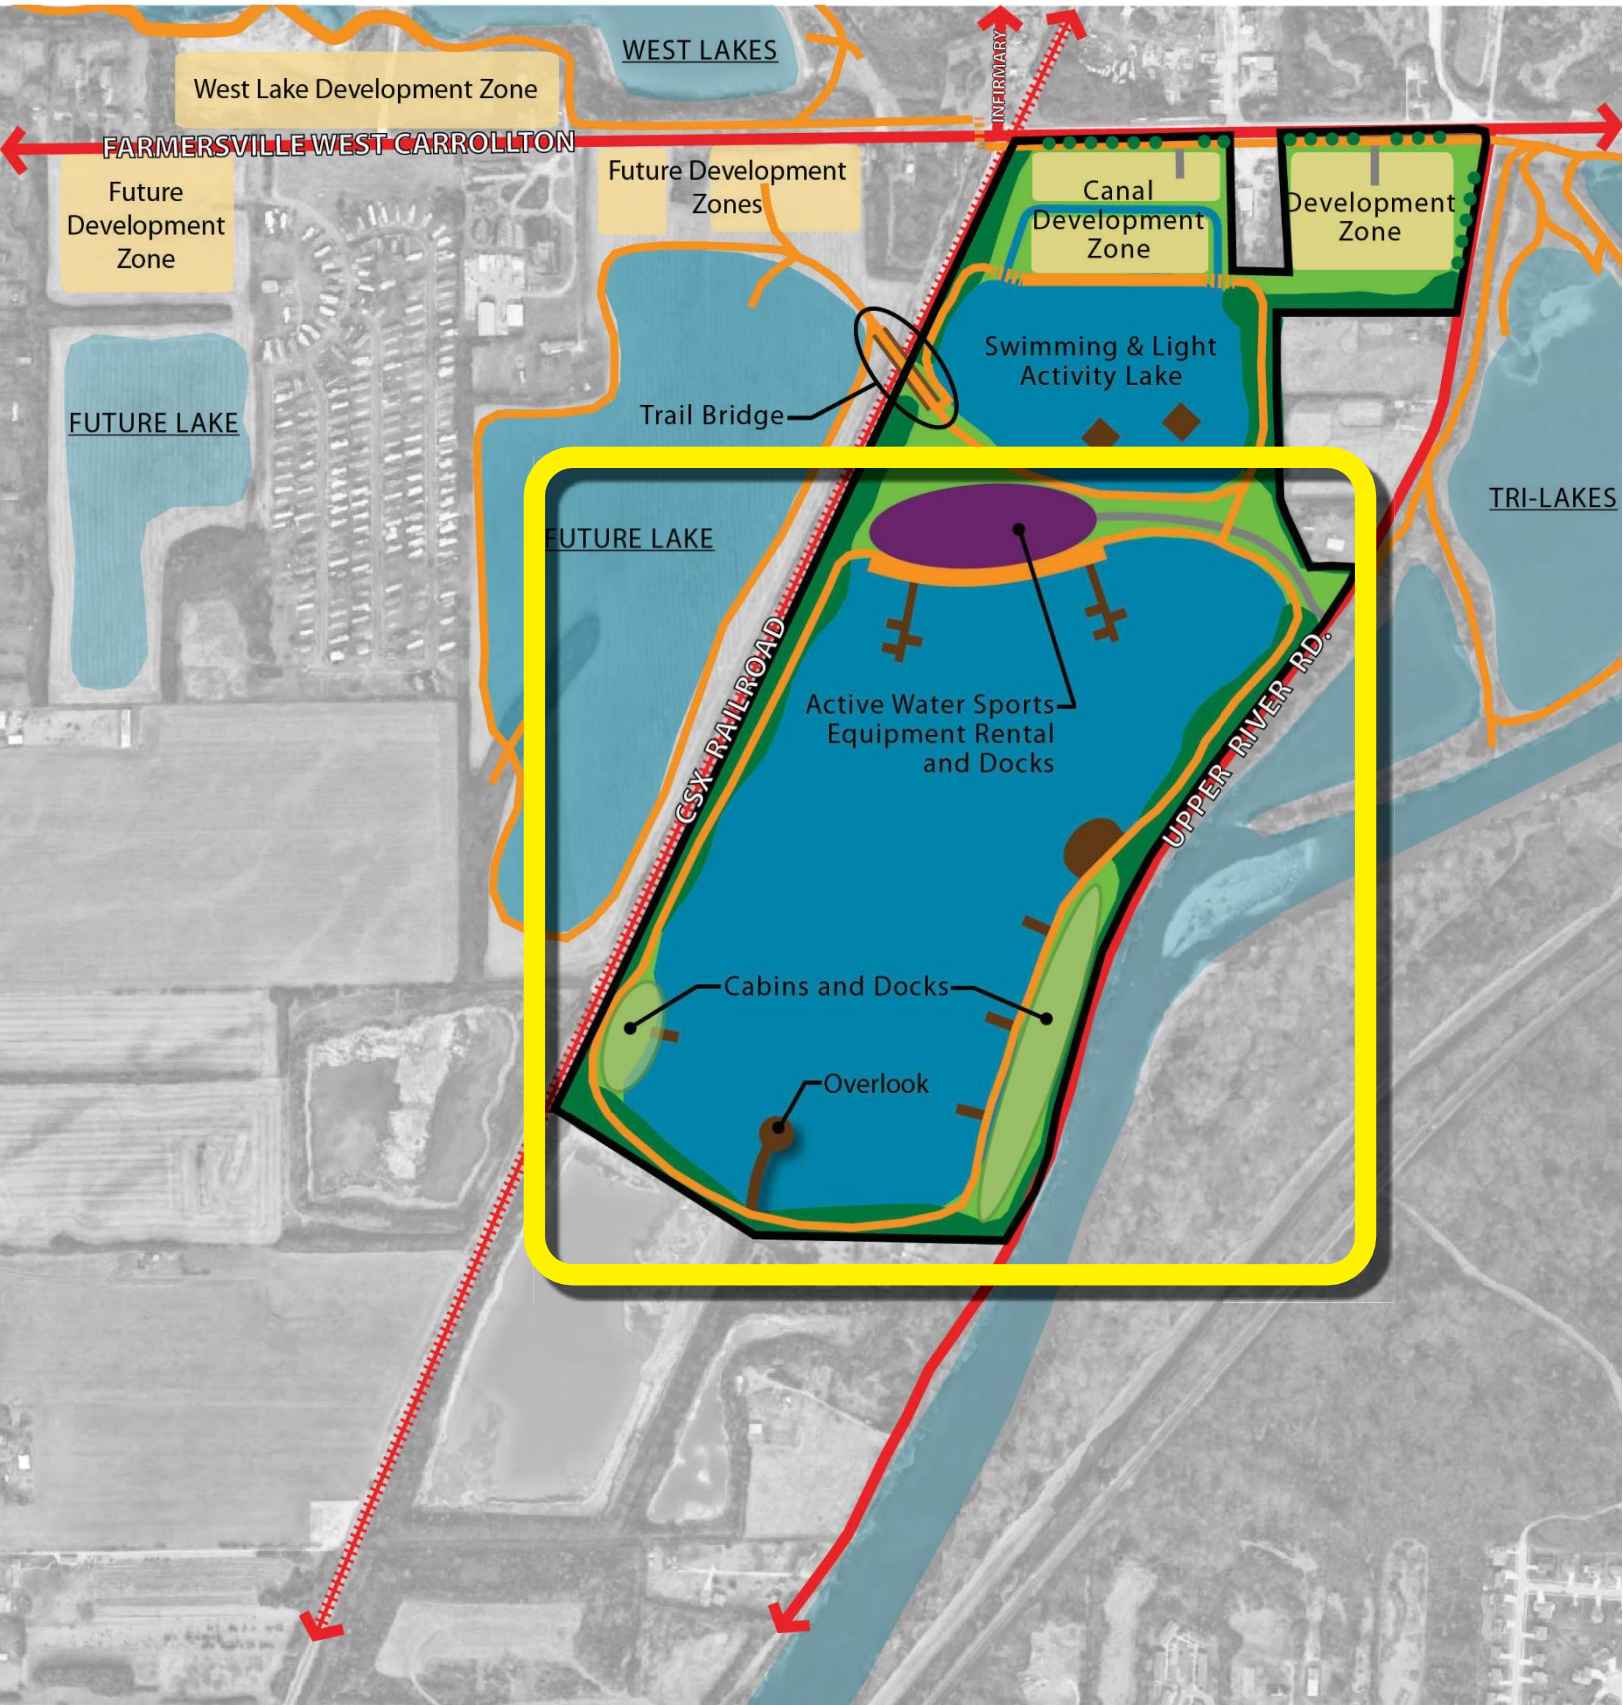 WEST LAKES
West Lake Development Zone
INFIRMARY
FARMERSVILLE WEST CARROLLTON
Future
Development
Zone
Future Development
Zones
Canal
Development
Zone
Development
Zone
Swimming & Light
Activity Lake
Trail Bridge
FUTURE LAKE
TRI-LAKES
FUTURE LAKE
CSX RAILROAD
UPPER RIVER RD.
Active Water Sports
Equipment Rental
and Docks
Cabins and Docks
Overlook